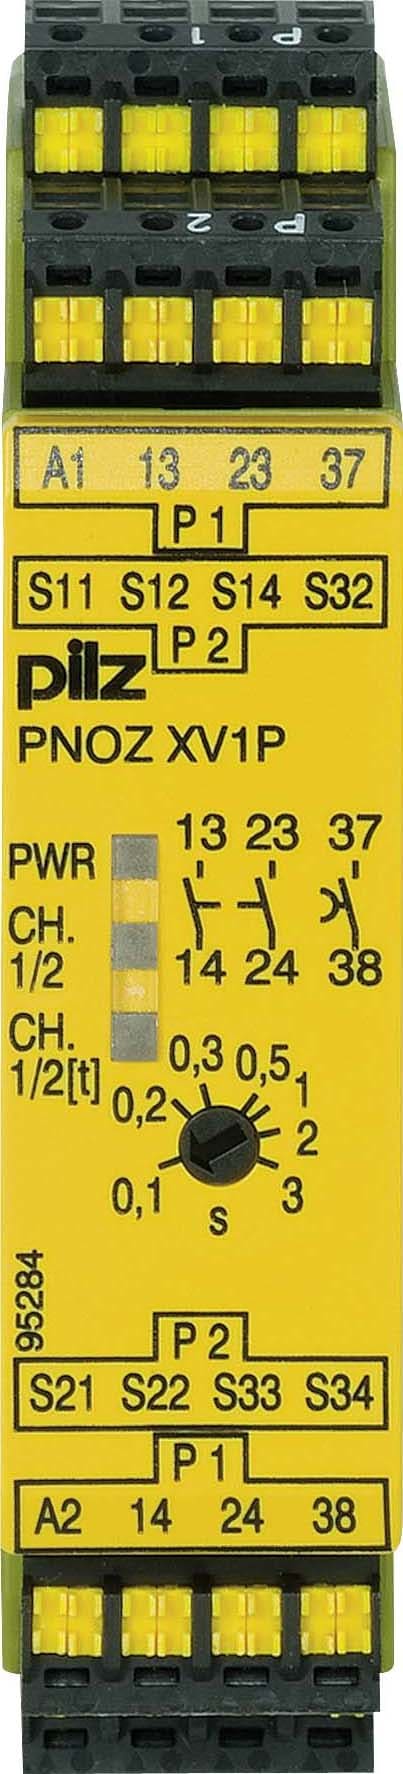 P 1
P 2
A1 13 23 37
P 1
S11 S12 S14 S32
P 2
pilz
PNOZ XV1P
13 23 37
PWR
CH.
1/2
14 24 38
CH.
1/2[t]
0,3 0,5 1
0,2 2
0,1 3
s
95284
P 2
S21 S22 S33 S34
P 1
A2 14 24 38